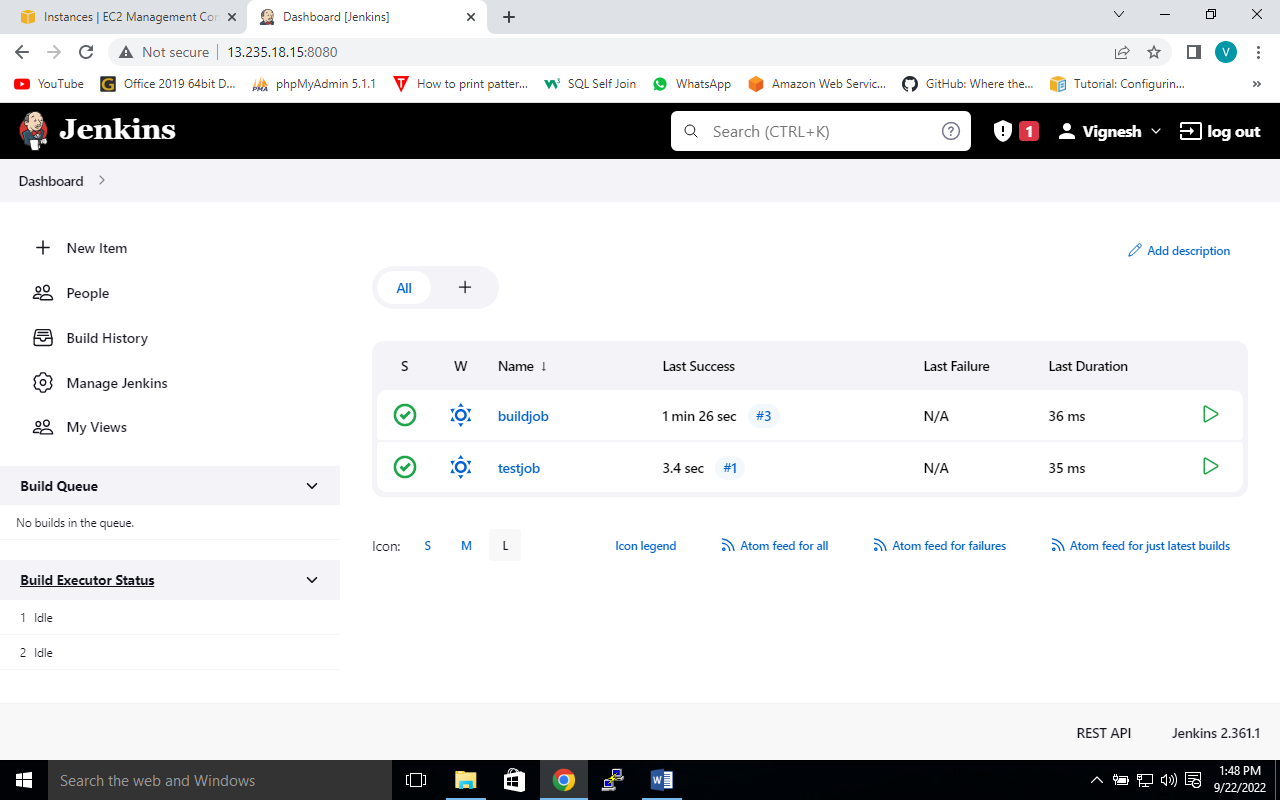 Instances | EC2 Management Con
Dashboard [Jenkins]
Not secure
13.235.18.15:8080
V
YouTube
Office 2019 64bit D...
phpMyAdmin 5.1.1
How to print patter...
SQL Self Join
WhatsApp
Amazon Web Servic...
GitHub: Where the...
Tutorial: Configurin...
»
Jenkins
Search (CTRL+K)
1
Vignesh
log out
Dashboard
New Item
People
Build History
Manage Jenkins
My Views
Build Queue
No builds in the queue.
Build Executor Status
1 Idle
2 Idle
Add description
All +
S W Name ↓ Last Success Last Failure Last Duration
buildjob 1 min 26 sec #3 N/A 36 ms
testjob 3.4 sec #1 N/A 35 ms
Icon: S M L
Icon legend
Atom feed for all
Atom feed for failures
Atom feed for just latest builds
REST API
Jenkins 2.361.1
Search the web and Windows
1:48 PM
9/22/2022